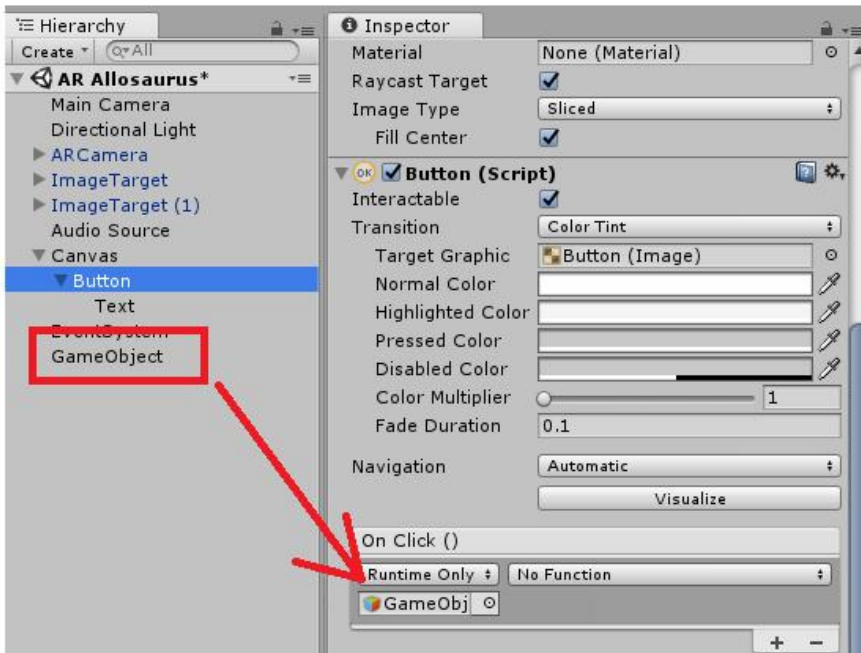 Hierarchy
Create
All
AR Allosaurus*
Main Camera
Directional Light
ARCamera
ImageTarget
ImageTarget (1)
Audio Source
Canvas
Button
Text
EventSystem
GameObject
Inspector
Material None (Material)
Raycast Target
Image Type Sliced
Fill Center
OK Button (Script)
Interactable
Transition Color Tint
Target Graphic Button (Image)
Normal Color
Highlighted Color
Pressed Color
Disabled Color
Color Multiplier 1
Fade Duration 0.1
Navigation Automatic
Visualize
On Click ()
Runtime Only No Function
GameObj